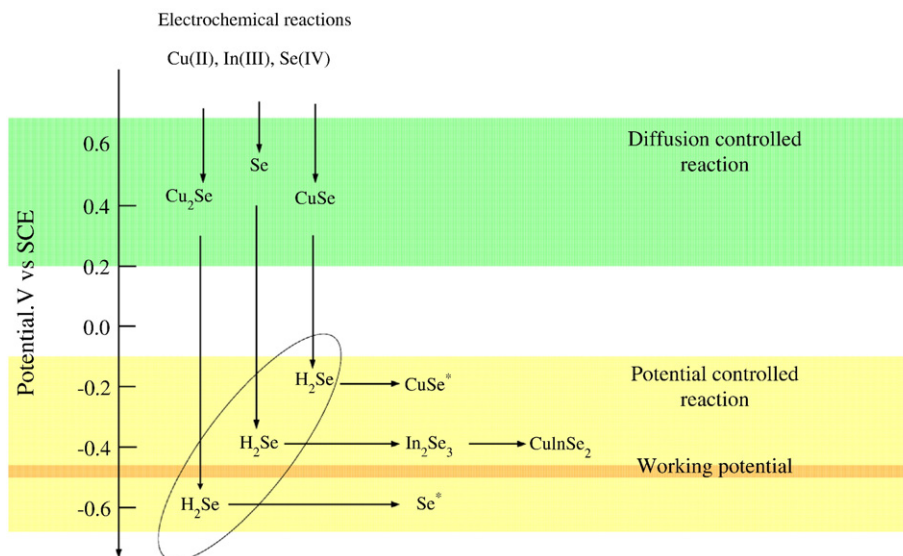 Electrochemical reactions
Cu(II), In(III), Se(IV)
Potential.V vs SCE
0.6
Diffusion controlled
reaction
Se
Cu₂Se
CuSe
0.4
0.2
0.0
-0.2
H₂Se
CuSe*
Potential controlled
reaction
-0.4
H₂Se
In₂Se₃
CuInSe₂
Working potential
-0.6
H₂Se
Se*